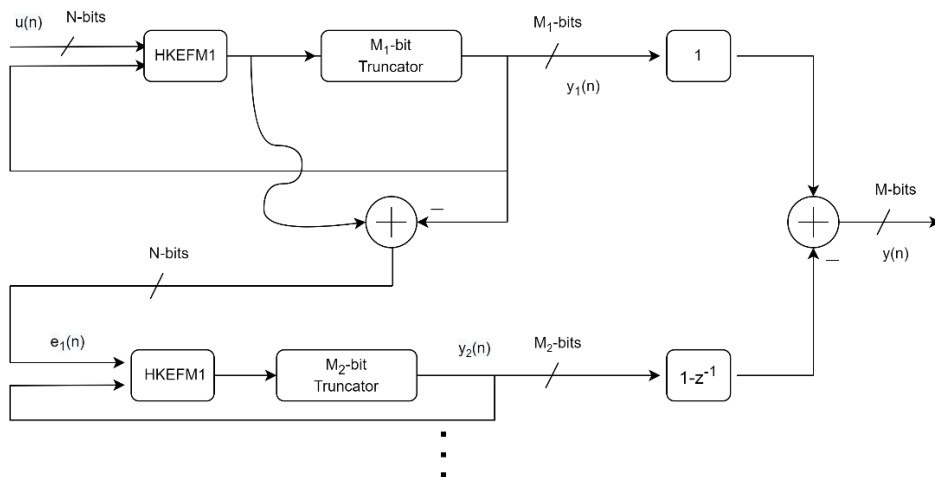 u(n)
N-bits
HKEFM1
M₁-bit
Truncator
M₁-bits
y₁(n)
1
M-bits
y(n)
N-bits
e₁(n)
HKEFM1
M₂-bit
Truncator
y₂(n)
M₂-bits
1-z⁻¹